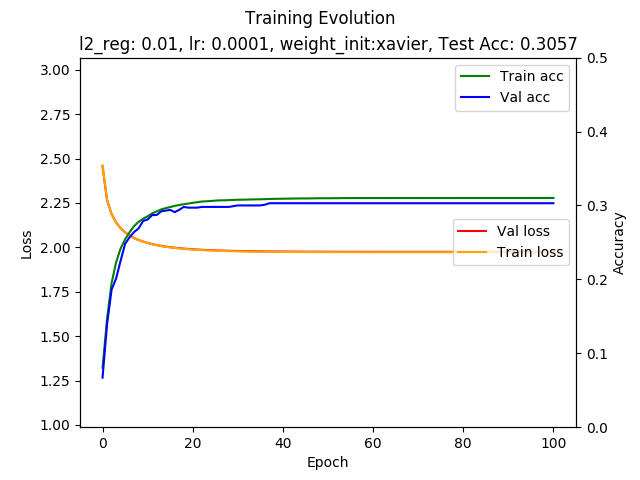 Training Evolution
l2_reg: 0.01, lr: 0.0001, weight_init:xavier, Test Acc: 0.3057
3.00
2.75
2.50
2.25
2.00
1.75
1.50
1.25
1.00
Loss
0.5
0.4
0.3
0.2
0.1
0.0
Accuracy
Train acc
Val acc
Val loss
Train loss
0 20 40 60 80 100
Epoch